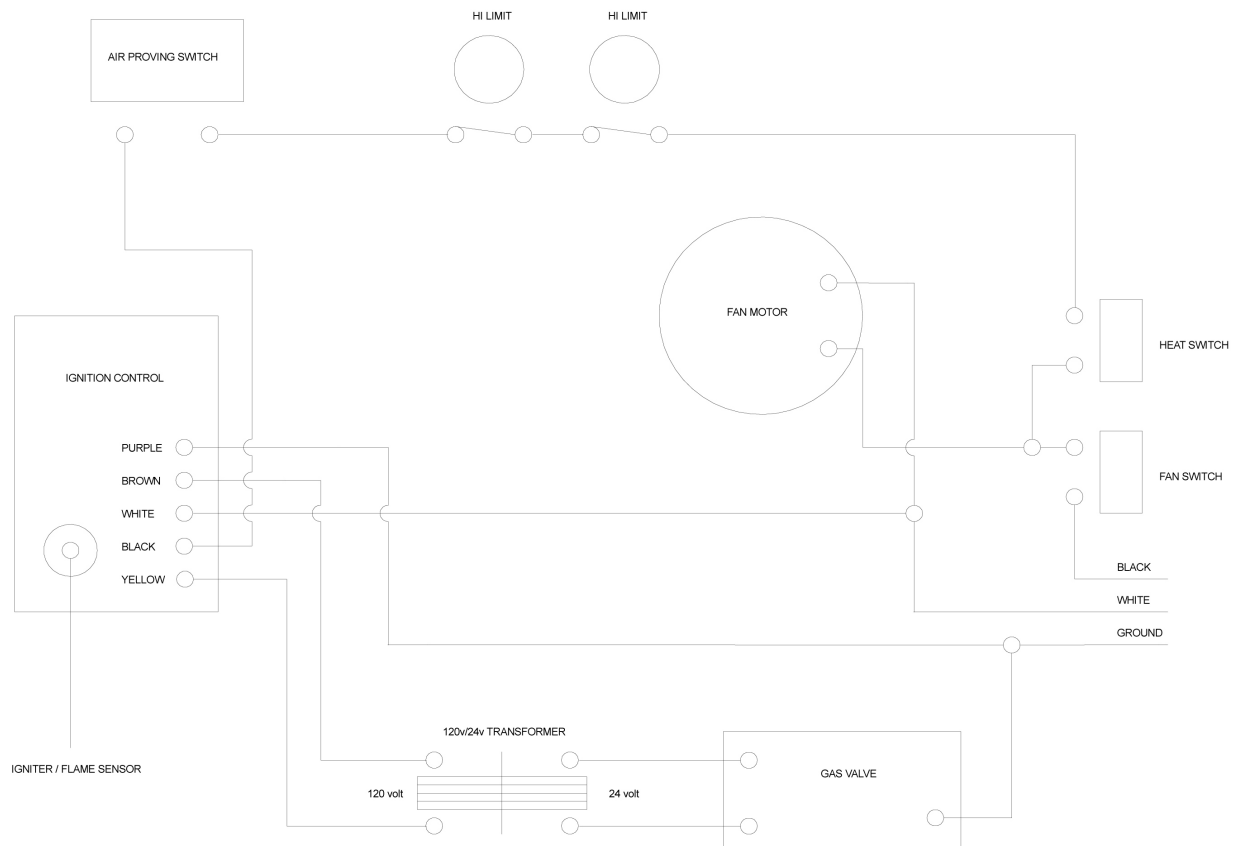 HI LIMIT
HI LIMIT
AIR PROVING SWITCH
FAN MOTOR
HEAT SWITCH
IGNITION CONTROL
PURPLE
BROWN
WHITE
BLACK
YELLOW
FAN SWITCH
BLACK
WHITE
GROUND
120v/24v TRANSFORMER
IGNITER / FLAME SENSOR
120 volt
24 volt
GAS VALVE